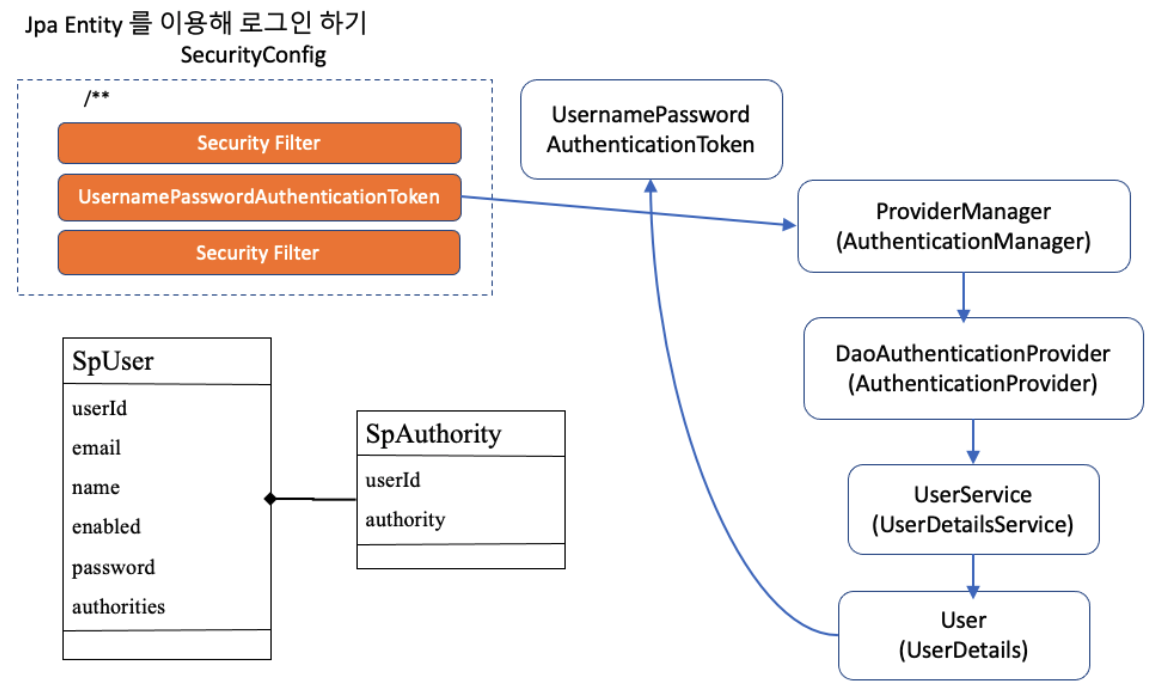 Jpa Entity 를 이용해 로그인 하기
SecurityConfig
/**
Security Filter
UsernamePasswordAuthenticationToken
Security Filter
UsernamePassword
AuthenticationToken
ProviderManager
(AuthenticationManager)
DaoAuthenticationProvider
(AuthenticationProvider)
UserService
(UserDetailsService)
User
(UserDetails)
SpUser
userId
email
name
enabled
password
authorities
SpAuthority
userId
authority